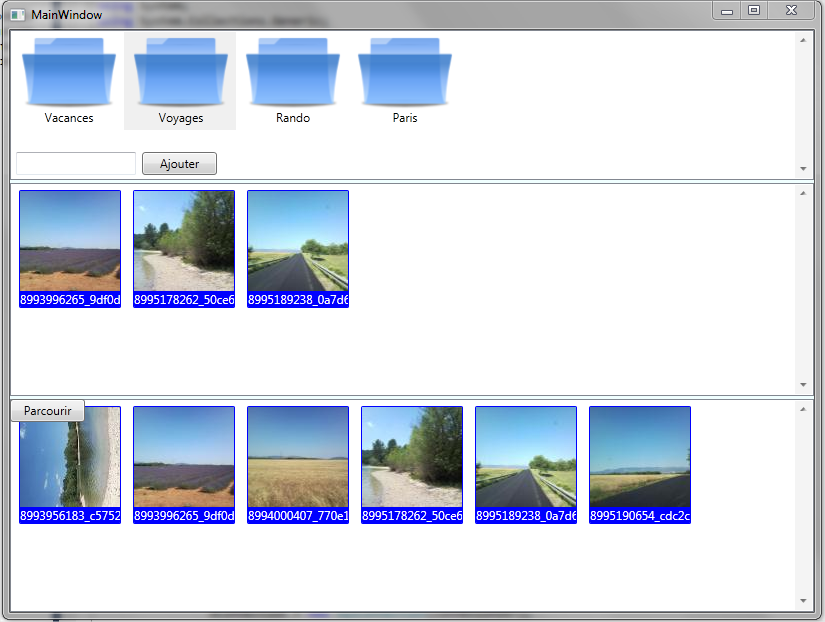 MainWindow
Vacances
Voyages
Rando
Paris
Ajouter
8993996265_9df0d
8995178262_50ce6
8995189238_0a7d6
Parcourir
8993956183_c5752
8993996265_9df0d
8994000407_770e1
8995178262_50ce6
8995189238_0a7d6
8995190654_cdc2c